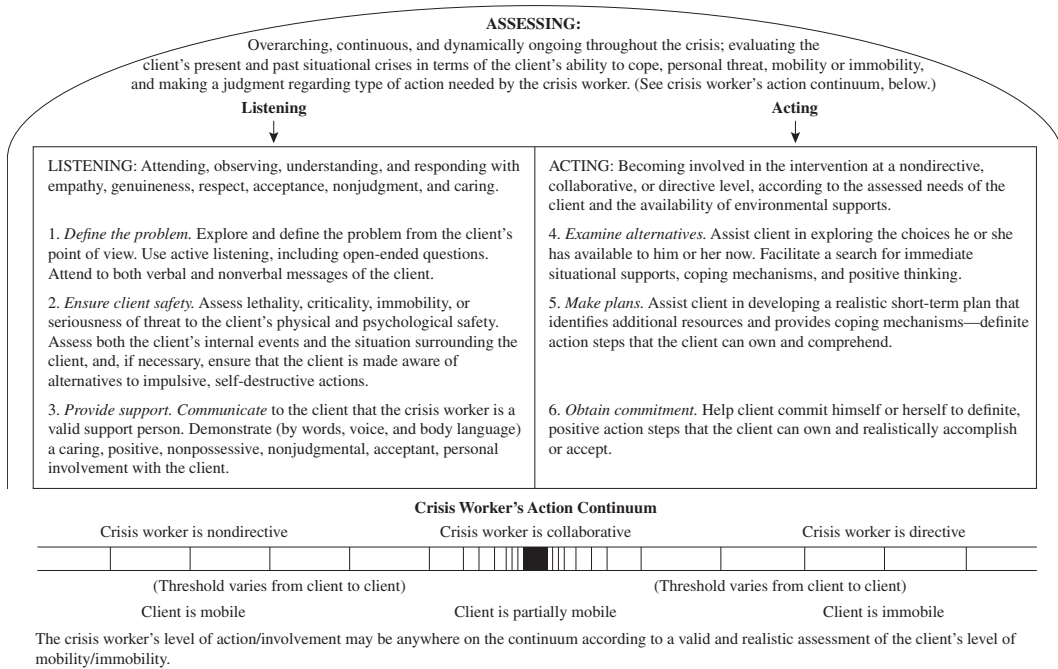 ASSESSING:
Overarching, continuous, and dynamically ongoing throughout the crisis; evaluating the
client’s present and past situational crises in terms of the client’s ability to cope, personal threat, mobility or immobility,
and making a judgment regarding type of action needed by the crisis worker. (See crisis worker’s action continuum, below.)
Listening
Acting
LISTENING: Attending, observing, understanding, and responding with
empathy, genuineness, respect, acceptance, nonjudgment, and caring.
1. Define the problem. Explore and define the problem from the client’s
point of view. Use active listening, including open-ended questions.
Attend to both verbal and nonverbal messages of the client.
2. Ensure client safety. Assess lethality, criticality, immobility, or
seriousness of threat to the client’s physical and psychological safety.
Assess both the client’s internal events and the situation surrounding the
client, and, if necessary, ensure that the client is made aware of
alternatives to impulsive, self-destructive actions.
3. Provide support. Communicate to the client that the crisis worker is a
valid support person. Demonstrate (by words, voice, and body language)
a caring, positive, nonpossessive, nonjudgmental, acceptant, personal
involvement with the client.
ACTING: Becoming involved in the intervention at a nondirective,
collaborative, or directive level, according to the assessed needs of the
client and the availability of environmental supports.
4. Examine alternatives. Assist client in exploring the choices he or she
has available to him or her now. Facilitate a search for immediate
situational supports, coping mechanisms, and positive thinking.
5. Make plans. Assist client in developing a realistic short-term plan that
identifies additional resources and provides coping mechanisms—definite
action steps that the client can own and comprehend.
6. Obtain commitment. Help client commit himself or herself to definite,
positive action steps that the client can own and realistically accomplish
or accept.
Crisis Worker’s Action Continuum
Crisis worker is nondirective
Crisis worker is collaborative
Crisis worker is directive
(Threshold varies from client to client)
(Threshold varies from client to client)
Client is mobile
Client is partially mobile
Client is immobile
The crisis worker’s level of action/involvement may be anywhere on the continuum according to a valid and realistic assessment of the client’s level of
mobility/immobility.